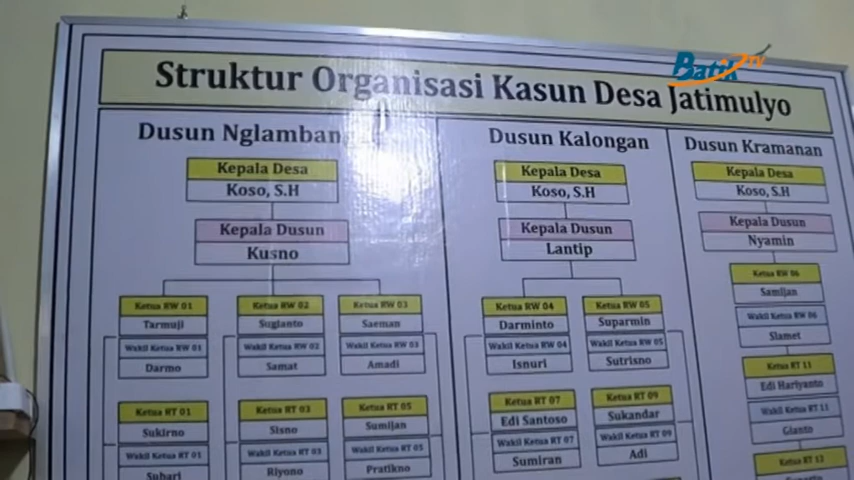 Batik TV
Struktur Organisasi Kasun Desa Jatimulyo
Dusun Nglambang
Kepala Desa
Koso, S.H
Kepala Dusun
Kusno
Ketua RW 01
Tarmuji
Wakil Ketua RW 01
Darmo
Ketua RT 01
Sukirno
Wakil Ketua RT 01
Suhari
Ketua RW 02
Sugianto
Wakil Ketua RW 02
Samat
Ketua RT 03
Sisno
Wakil Ketua RT 03
Riyono
Ketua RW 03
Saeman
Wakil Ketua RW 03
Amadi
Ketua RT 05
Sumijan
Wakil Ketua RT 05
Pratikno
Dusun Kalongan
Kepala Desa
Koso, S.H
Kepala Dusun
Lantip
Ketua RW 04
Darminto
Wakil Ketua RW 04
Isnuri
Ketua RT 07
Edi Santoso
Wakil Ketua RT 07
Sumiran
Ketua RW 05
Suparmin
Wakil Ketua RW 05
Sutrisno
Ketua RT 09
Sukandar
Wakil Ketua RT 09
Adi
Dusun Kramanan
Kepala Desa
Koso, S.H
Kepala Dusun
Nyamin
Ketua RW 06
Samijan
Wakil Ketua RW 06
Slamet
Ketua RT 11
Edi Hariyanto
Wakil Ketua RT 11
Gianto
Ketua RT 12